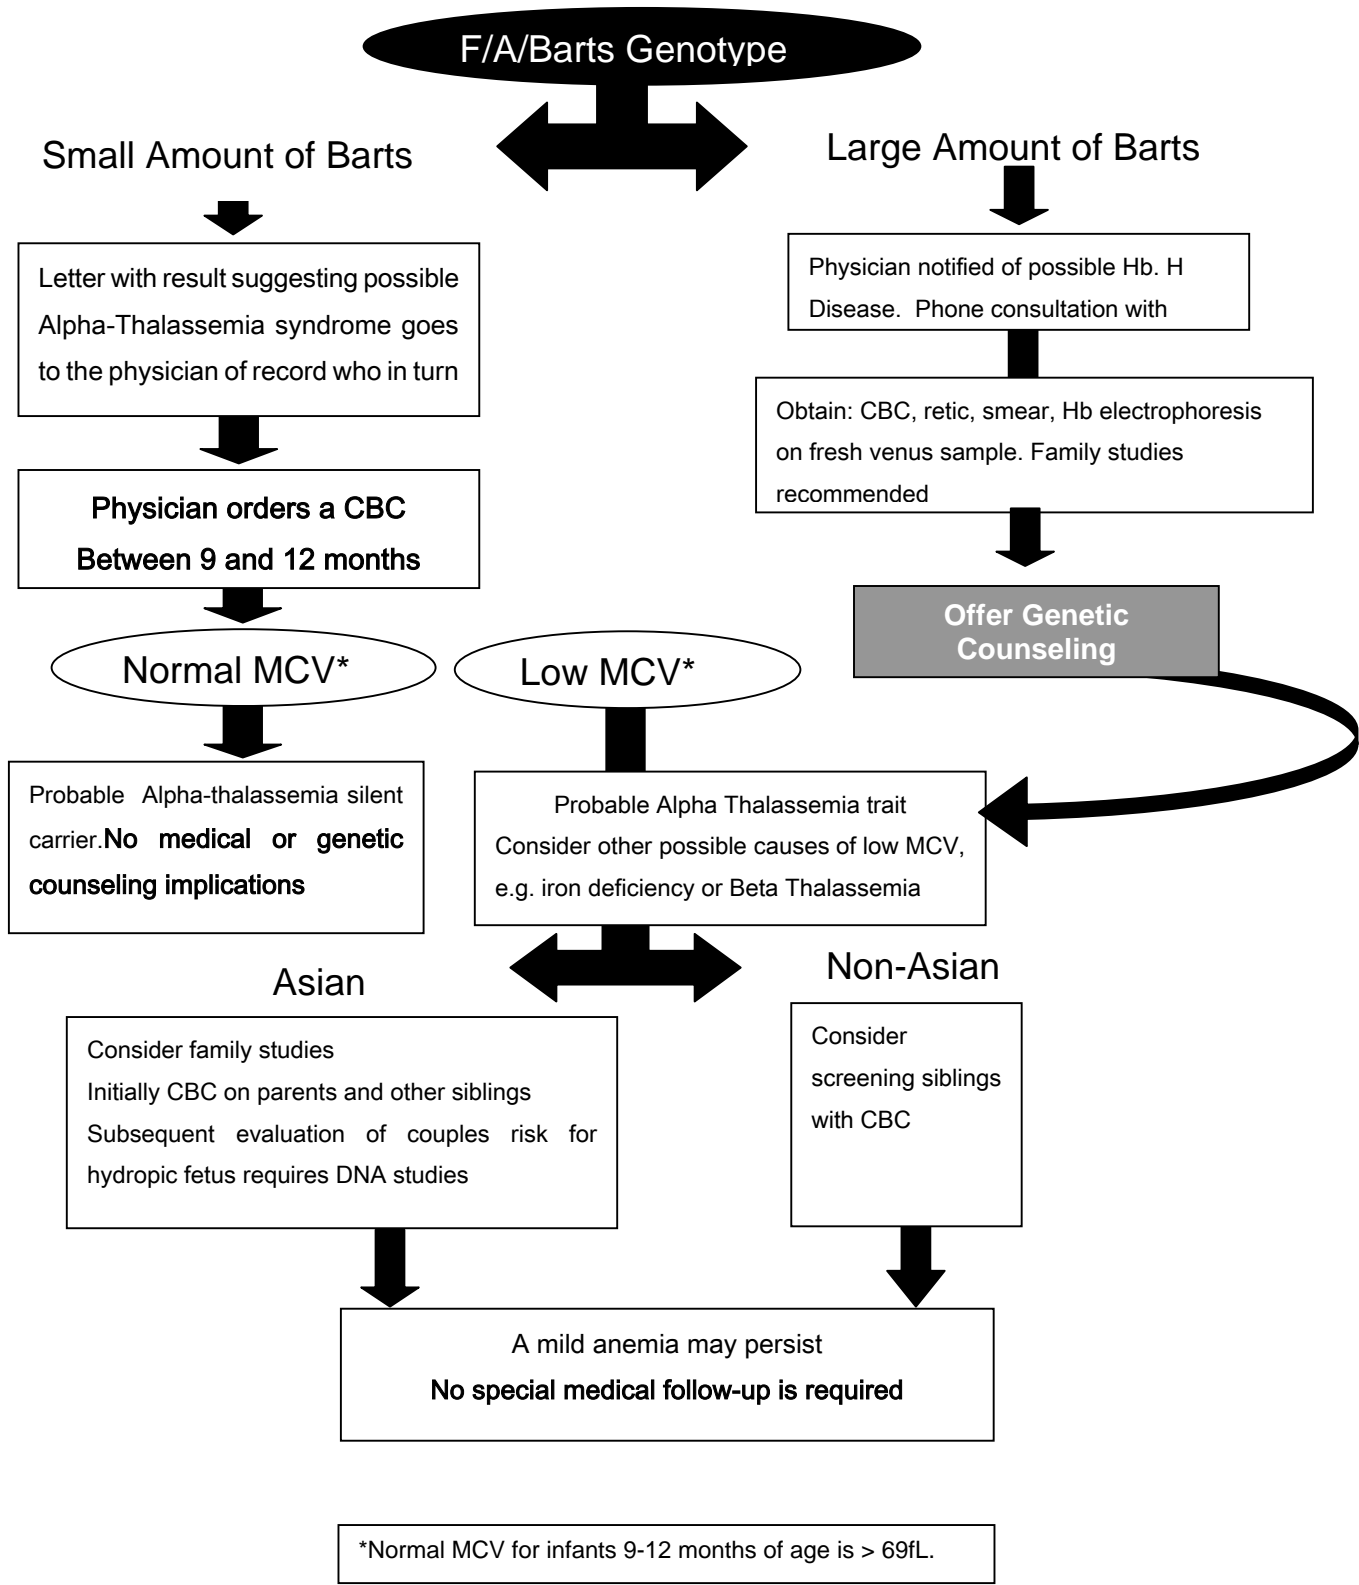 F/A/Barts Genotype
Small Amount of Barts
Large Amount of Barts
Letter with result suggesting possible
Alpha-Thalassemia syndrome goes
to the physician of record who in turn
Physician notified of possible Hb. H
Disease. Phone consultation with
Obtain: CBC, retic, smear, Hb electrophoresis
on fresh venus sample. Family studies
recommended
Physician orders a CBC
Between 9 and 12 months
Offer Genetic
Counseling
Normal MCV*
Low MCV*
Probable Alpha-thalassemia silent
carrier.No medical or genetic
counseling implications
Probable Alpha Thalassemia trait
Consider other possible causes of low MCV,
e.g. iron deficiency or Beta Thalassemia
Asian
Non-Asian
Consider family studies
Initially CBC on parents and other siblings
Subsequent evaluation of couples risk for
hydropic fetus requires DNA studies
Consider
screening siblings
with CBC
A mild anemia may persist
No special medical follow-up is required
*Normal MCV for infants 9-12 months of age is > 69fL.